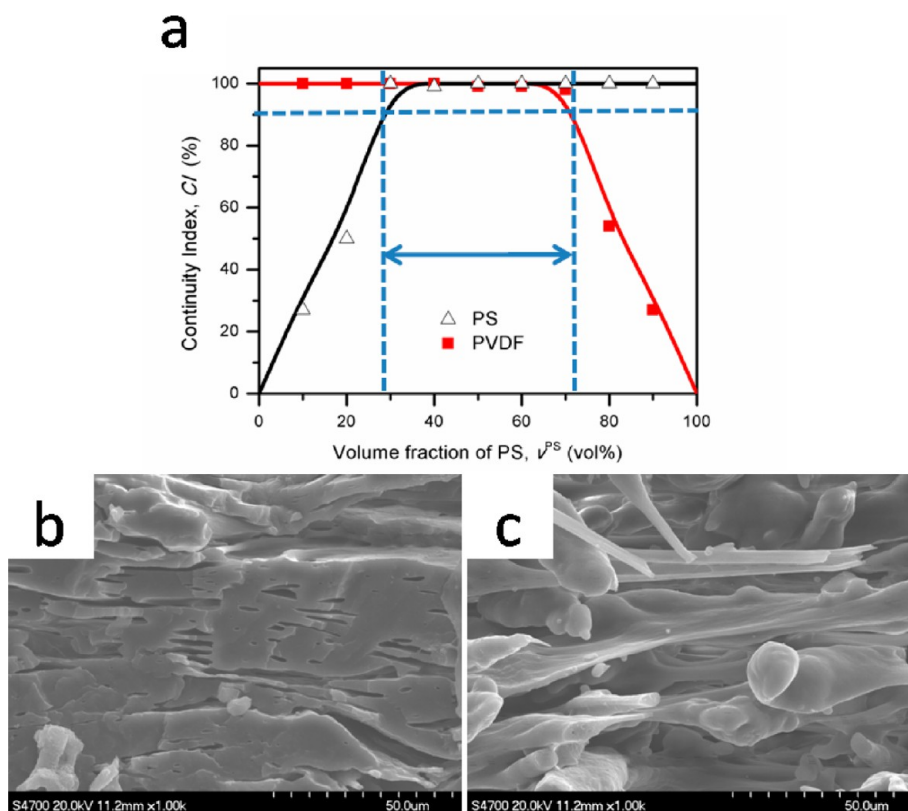 a
100
80
60
40
20
0
Continuity Index, CI (%)
PS
PVDF
0 20 40 60 80 100
Volume fraction of PS, νᴾˢ (vol%)
b
c
S4700 20.0kV 11.2mm x1.00k 50.0um
S4700 20.0kV 11.2mm x1.00k 50.0um